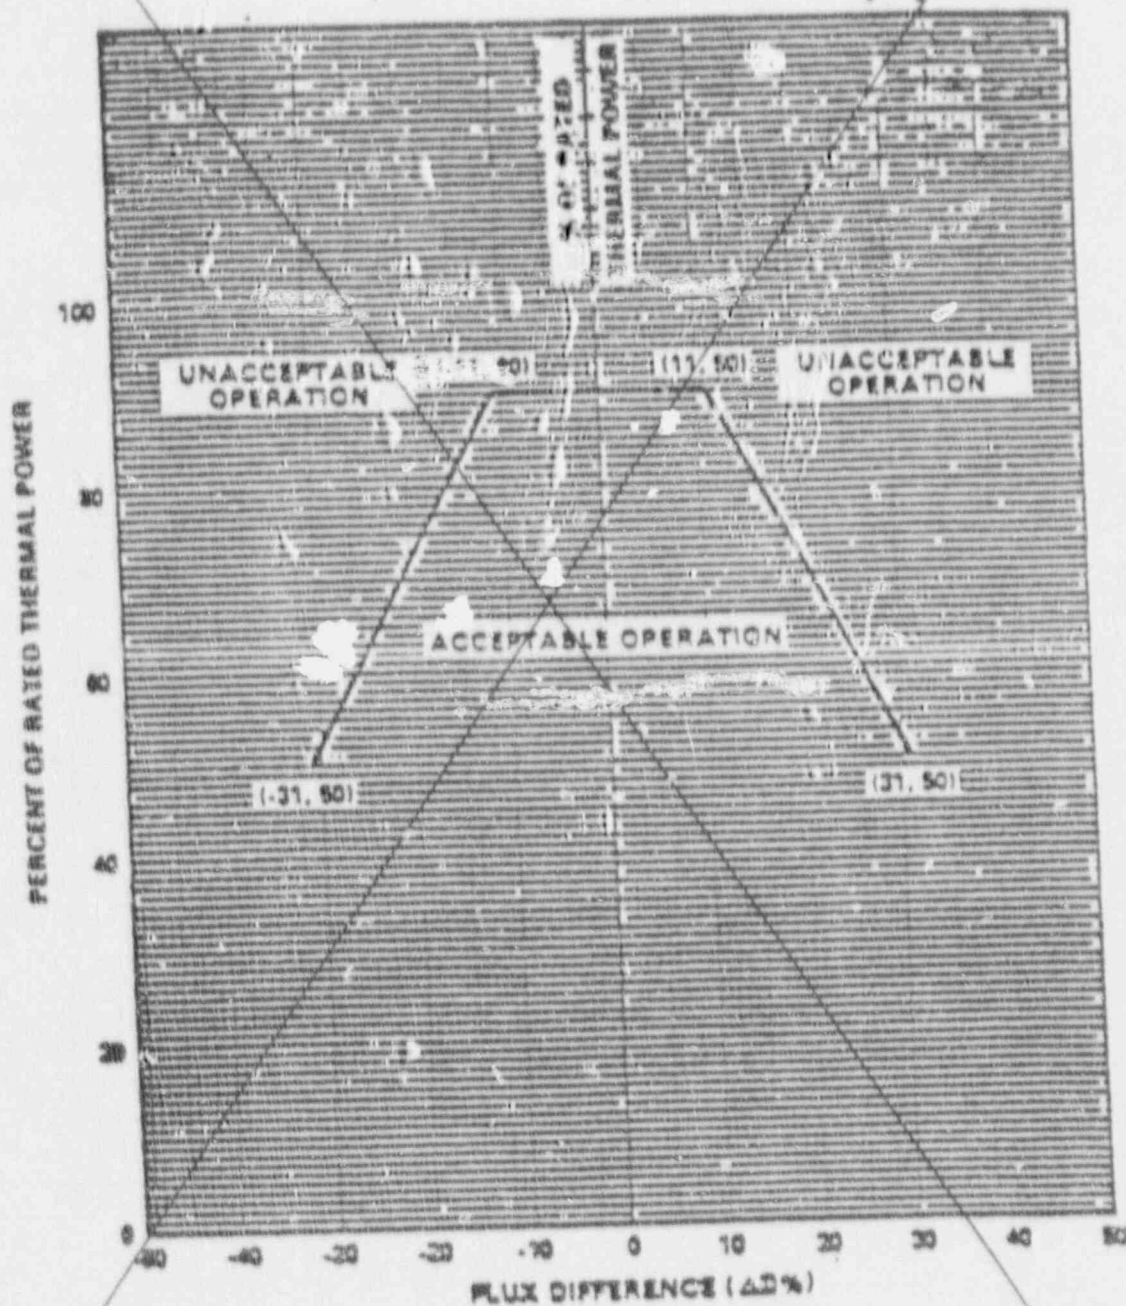 % OF RATED
THERMAL POWER
100
UNACCEPTABLE
OPERATION
(11, 90)
UNACCEPTABLE
OPERATION
80
PERCENT OF RATED THERMAL POWER
ACCEPTABLE OPERATION
60
(-31, 50)
(31, 50)
40
20
0
-30
-20
-10
0
10
20
30
40
50
FLUX DIFFERENCE (ΔI)%